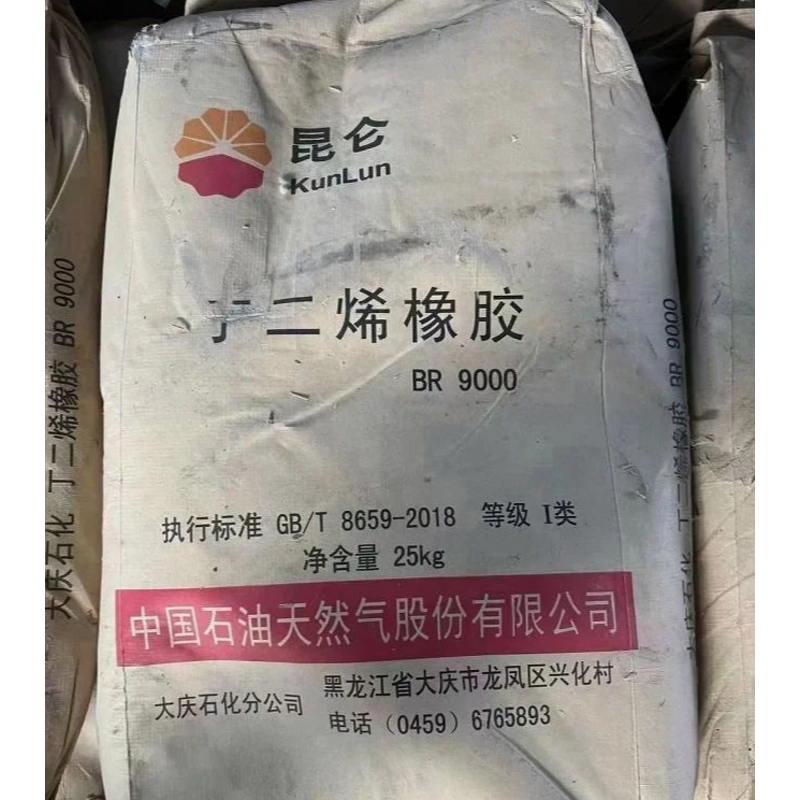 昆仑
KunLun
丁二烯橡胶
BR 9000
执行标准 GB/T 8659-2018 等级 I类
净含量 25kg
中国石油天然气股份有限公司
大庆石化分公司
黑龙江省大庆市龙凤区兴化村
电话（0459）6765893
大庆石化 丁二烯橡胶 BR 9000
大庆石化 丁二烯橡胶 BR 9000